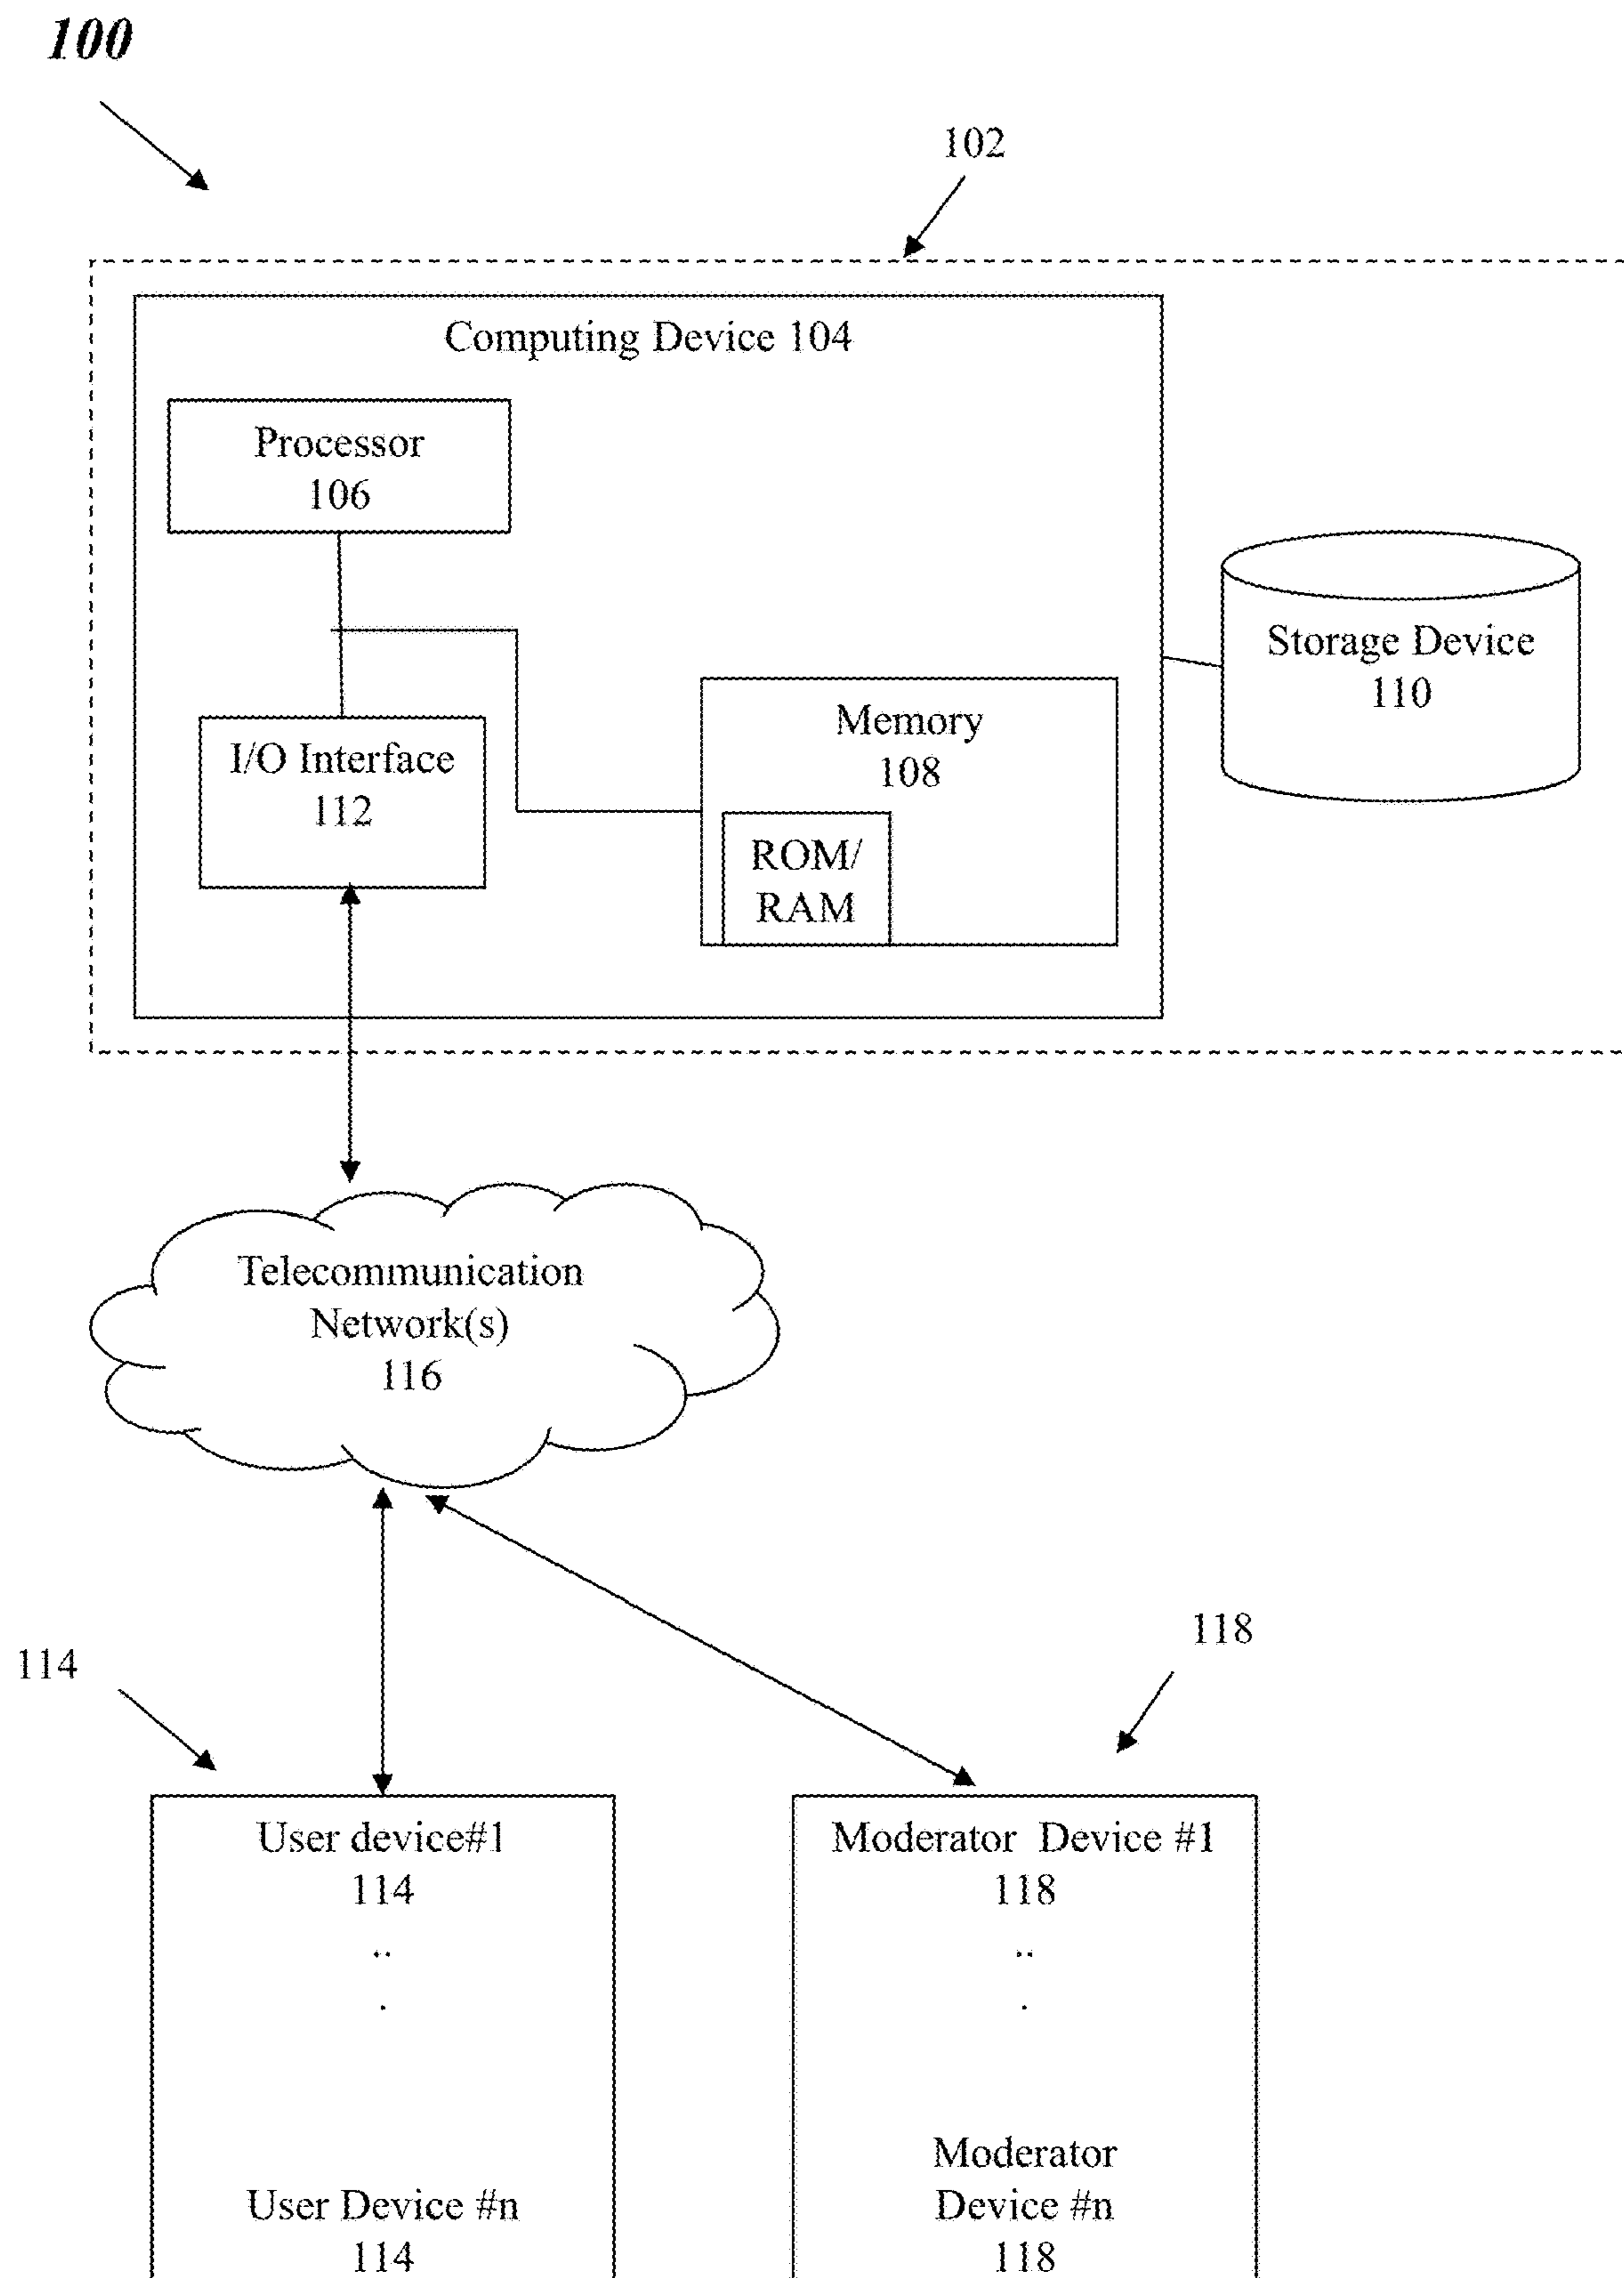 100
102
Computing Device 104
Processor
106
Storage Device
110
Memory
108
I/O Interface
112
ROM/
RAM
Telecommunication
Network(s)
116
118
114
User device#1
114
..
.
User Device #n
114
Moderator  Device #1
118
..
.
Moderator
Device #n
118